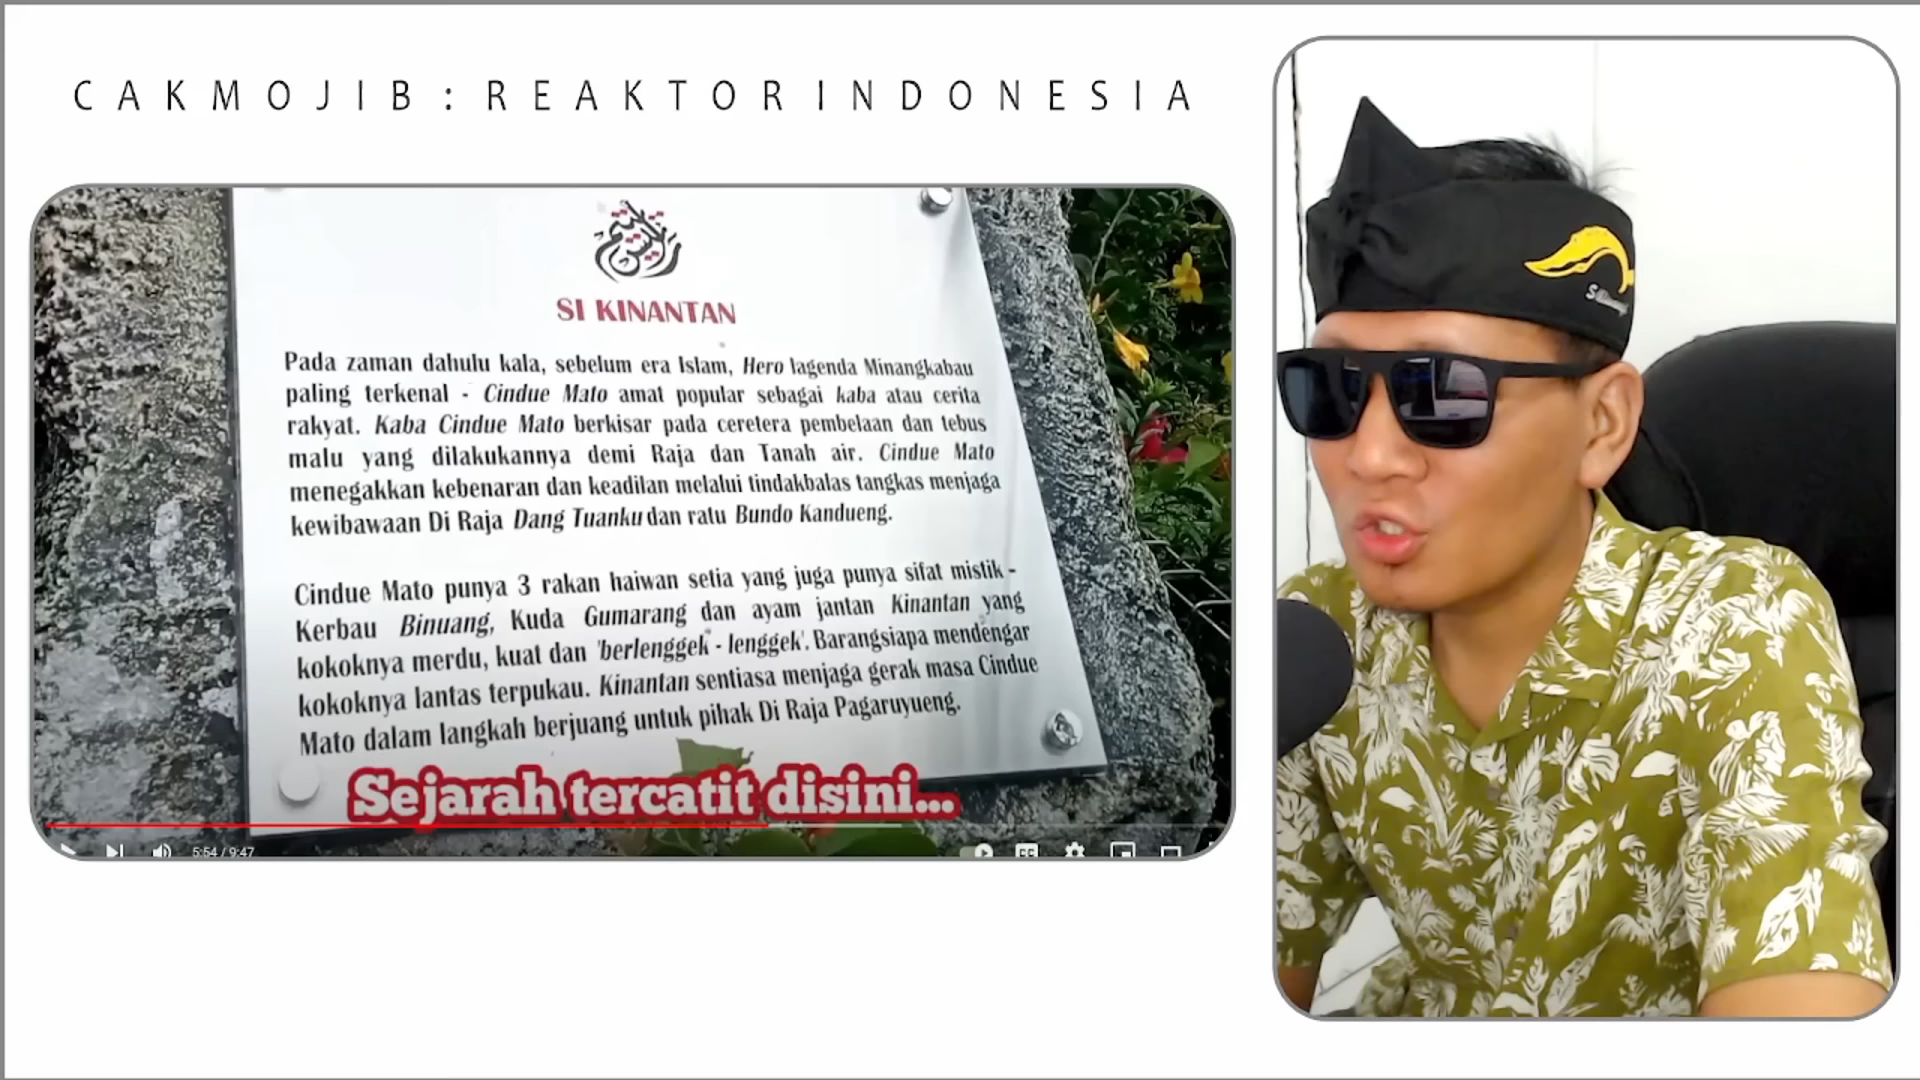 CAKMOJIB:REAKTORINDONESIA
SI KINANTAN
Pada zaman dahulu kala, sebelum era Islam, Hero lagenda Minangkabau
paling terkenal - Cindue Mato amat popular sebagai kaba atau cerita
rakyat. Kaba Cindue Mato berkisar pada ceretera pembelaan dan tebus
malu yang dilakukannya demi Raja dan Tanah air. Cindue Mato
menegakkan kebenaran dan keadilan melalui tindakbalas tangkas menjaga
kewibawaan Di Raja Dang Tuanku dan ratu Bundo Kandueng.
Cindue Mato punya 3 rakan haiwan setia yang juga punya sifat mistik -
Kerbau Binuang, Kuda Gumarang dan ayam jantan Kinantan yang
kokoknya merdu, kuat dan 'berlenggek - lenggek'. Barangsiapa mendengar
kokoknya lantas terpukau. Kinantan sentiasa menjaga gerak masa Cindue
Mato dalam langkah berjuang untuk pihak Di Raja Pagaruyueng.
Sejarah tercatit disini...
5:54 / 9:47